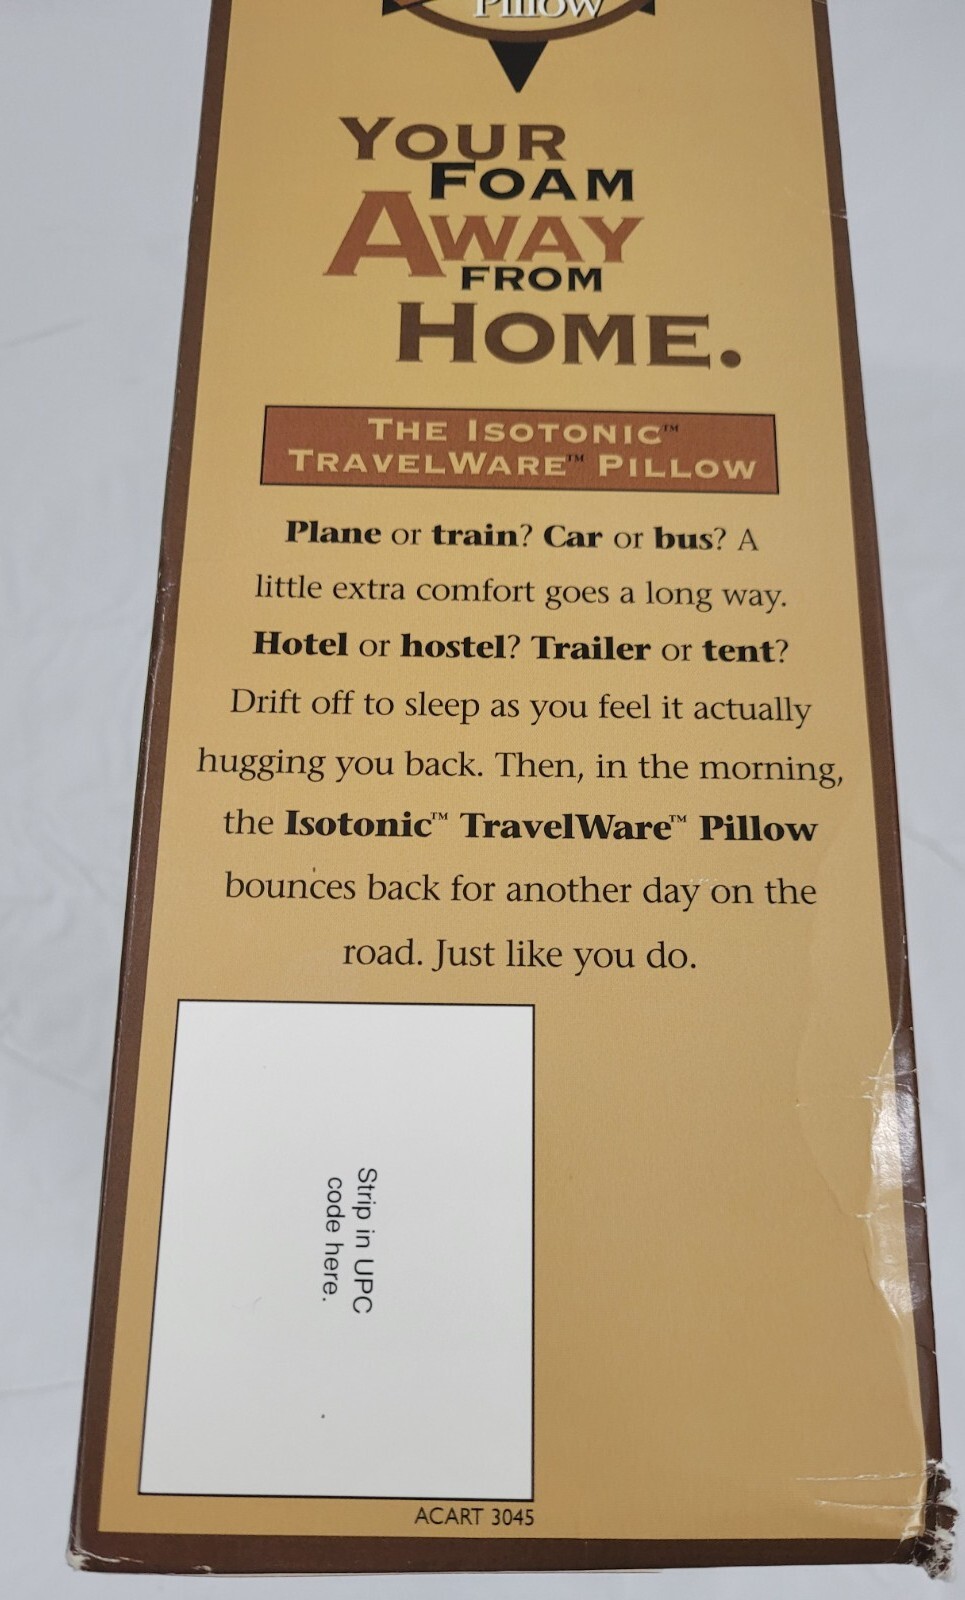 Pillow
YOUR
FOAM
AWAY
FROM
HOME.
THE ISOTONIC™
TRAVELWARE™ PILLOW
Plane or train? Car or bus? A
little extra comfort goes a long way.
Hotel or hostel? Trailer or tent?
Drift off to sleep as you feel it actually
hugging you back. Then, in the morning,
the Isotonic™ TravelWare™ Pillow
bounces back for another day on the
road. Just like you do.
Strip in UPC
code here.
ACART 3045